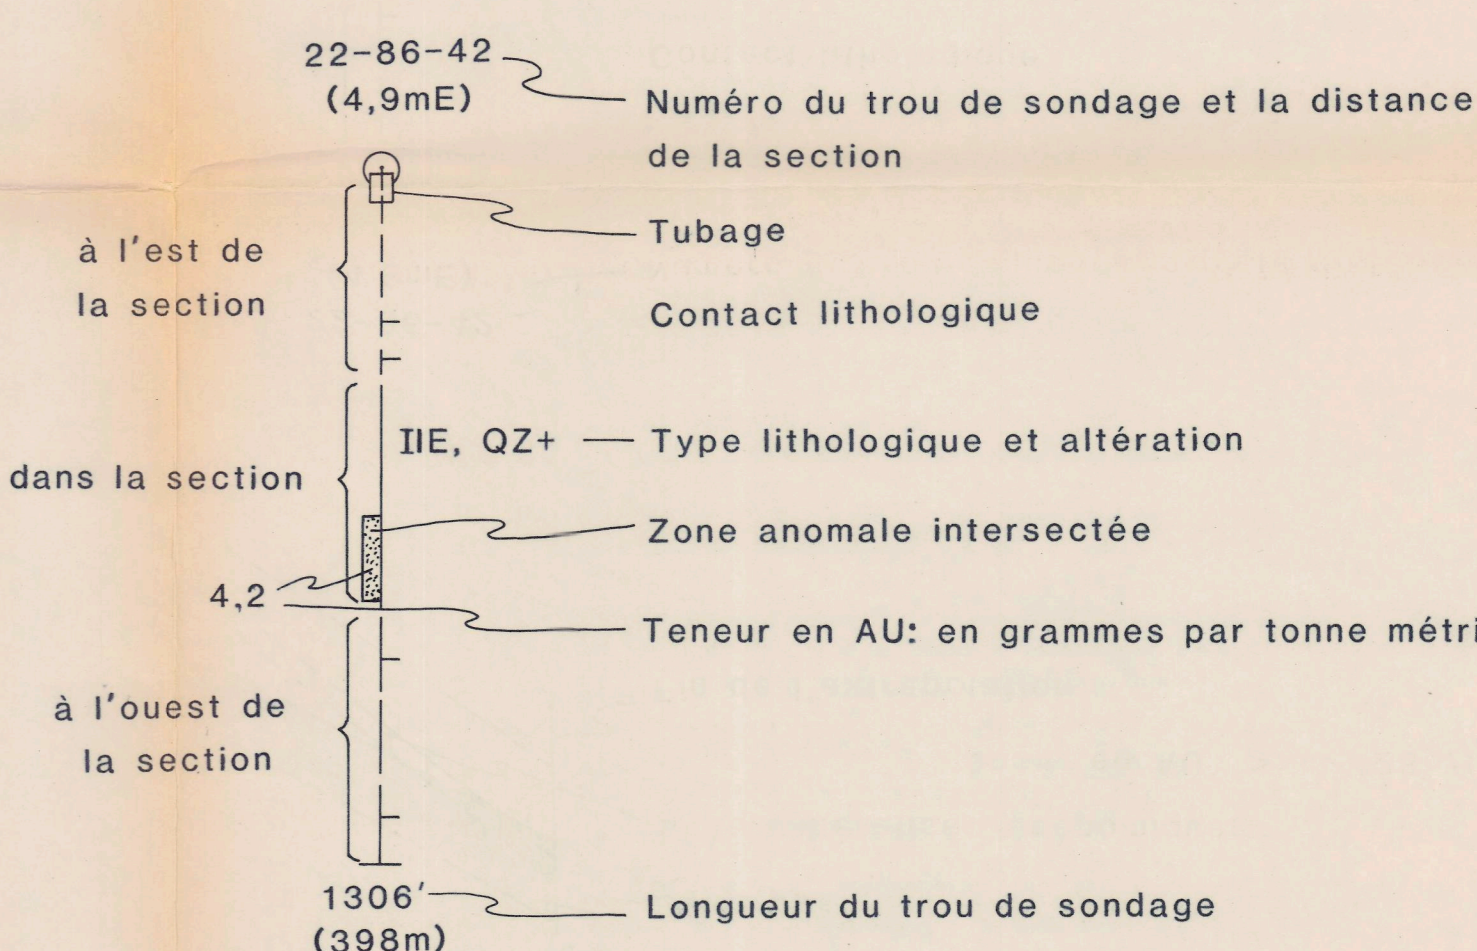 22-86-42
(4,9mE)
Numéro du trou de sondage et la distance
de la section
Tubage
à l'est de
la section
Contact lithologique
IIE, QZ+
Type lithologique et altération
dans la section
Zone anomale intersectée
4,2
Teneur en AU: en grammes par tonne
à l'ouest de
la section
1306'
(398m)
Longueur du trou de sondage